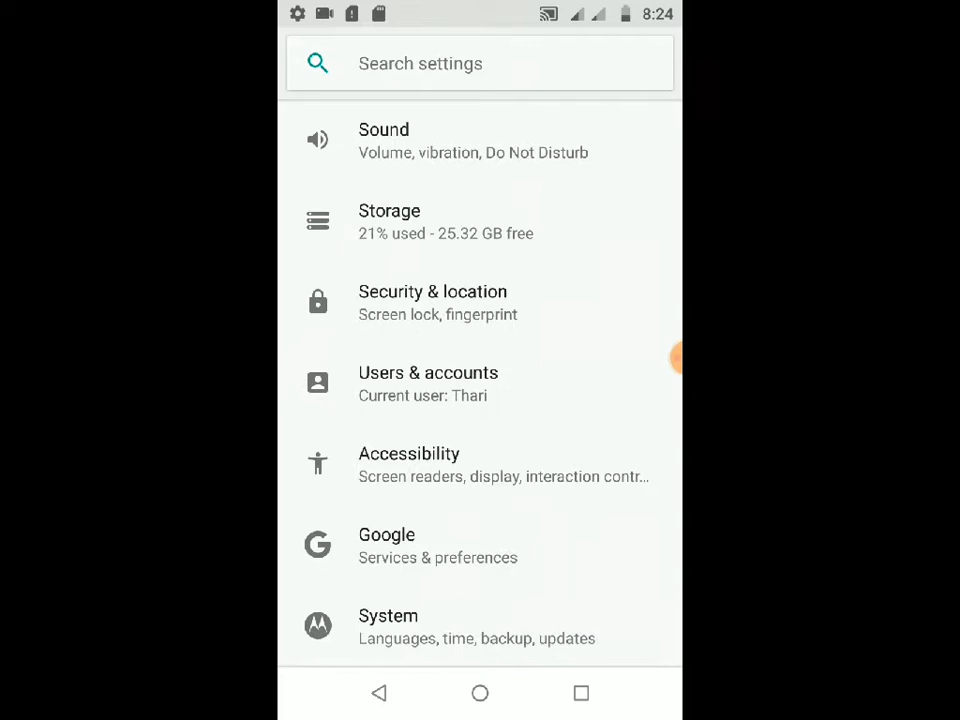 8:24
Search settings
Sound
Volume, vibration, Do Not Disturb
Storage
21% used - 25.32 GB free
Security & location
Screen lock, fingerprint
Users & accounts
Current user: Thari
Accessibility
Screen readers, display, interaction contr...
Google
Services & preferences
System
Languages, time, backup, updates